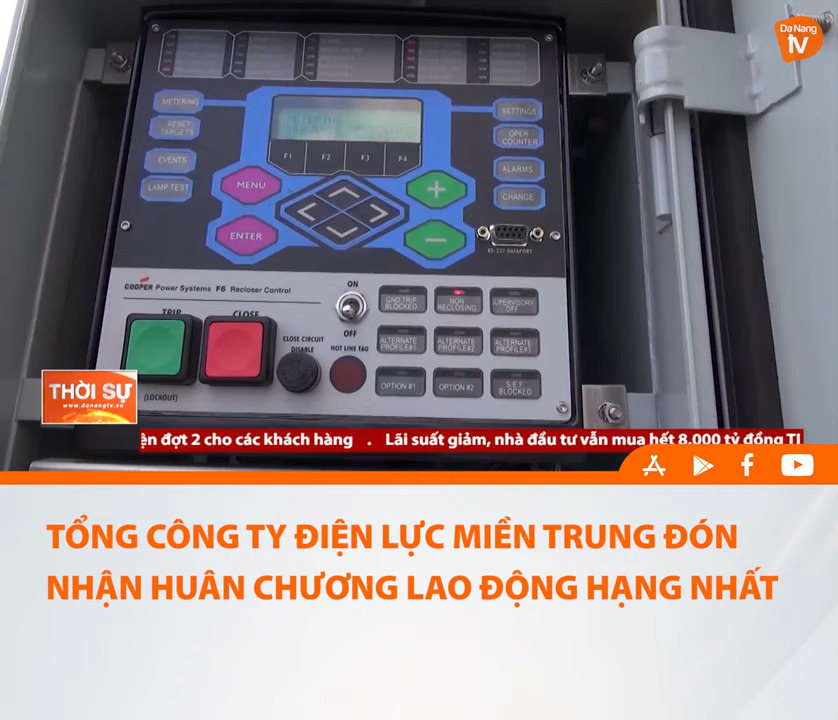 Da Nang
tv
METERING
RESET
TARGETS
EVENTS
LAMP TEST
SETTINGS
OPER
COUNTER
ALARMS
CHANGE
F1 F2 F3 F4
MENU
ENTER
+
−
RS-232 DATAPORT
COOPER Power Systems F6 Recloser Control
TRIP
CLOSE
(LOCKOUT)
CLOSE CIRCUIT
DISABLE
ON
OFF
HOT LINE TAG
GND TRIP
BLOCKED
NON
RECLOSING
SUPERVISORY
OFF
ALTERNATE
PROFILE#1
ALTERNATE
PROFILE#2
ALTERNATE
PROFILE#3
OPTION #1
OPTION #2
S.E.F.
BLOCKED
THỜI SỰ
www.danangtv.vn
ện đợt 2 cho các khách hàng . Lãi suất giảm, nhà đầu tư vẫn mua hết 8.000 tỷ đồng TP
TỔNG CÔNG TY ĐIỆN LỰC MIỀN TRUNG ĐÓN
NHẬN HUÂN CHƯƠNG LAO ĐỘNG HẠNG NHẤT